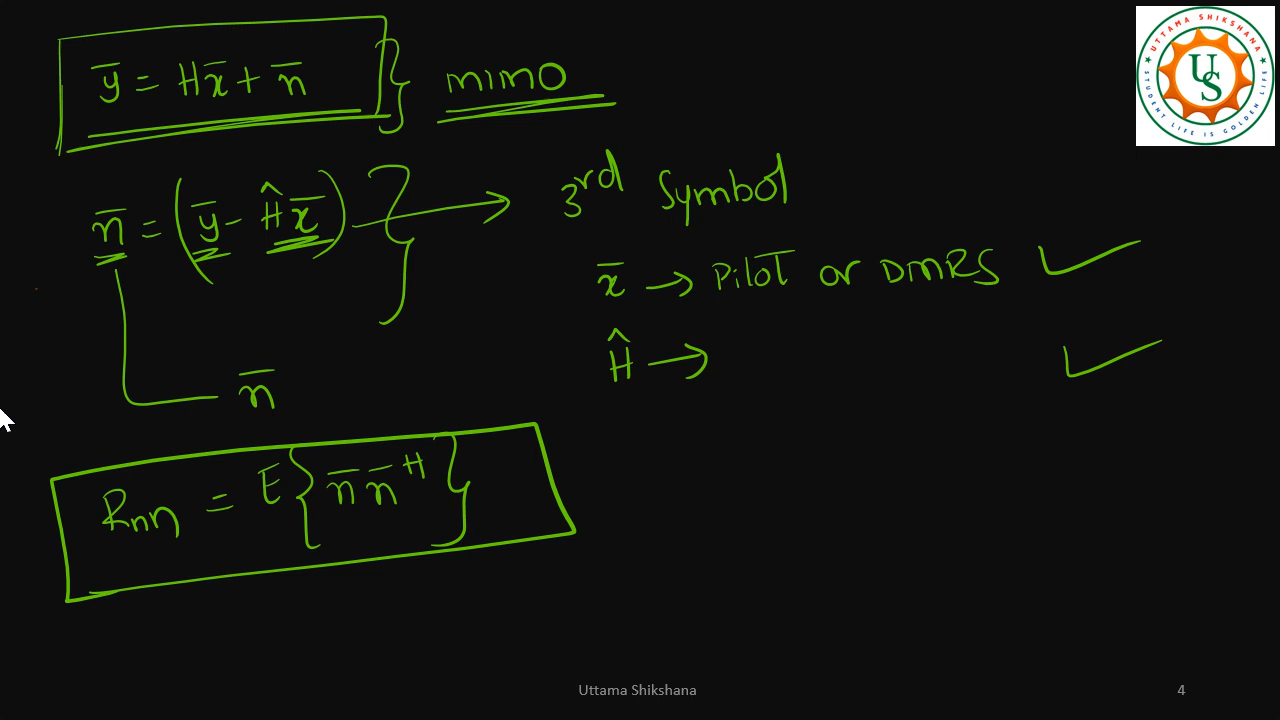 UTTAMA SHIKSHANA
US
STUDENT LIFE IS GOLDEN LIFE
ȳ = Hx̄ + n̄ } mimo
n̄ = (ȳ - Ĥx̄) } → 3rd Symbol
x̄ → Pilot or DMRS ✓
Ĥ → ✓
n̄
Rnn = E{n̄ n̄^H}
Uttama Shikshana
4